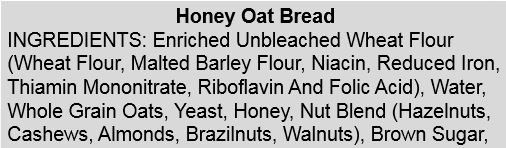 Honey Oat Bread
INGREDIENTS: Enriched Unbleached Wheat Flour
(Wheat Flour, Malted Barley Flour, Niacin, Reduced Iron,
Thiamin Mononitrate, Riboflavin And Folic Acid), Water,
Whole Grain Oats, Yeast, Honey, Nut Blend (Hazelnuts,
Cashews, Almonds, Brazilnuts, Walnuts), Brown Sugar,